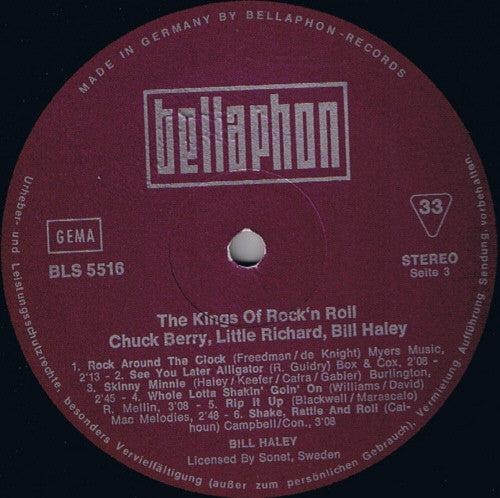 MADE IN GERMANY BY BELLAPHON-RECORDS
bellaphon
GEMA
BLS 5516
33
STEREO
Seite 3
The Kings Of Rock'n Roll
Chuck Berry, Little Richard, Bill Haley
1. Rock Around The Clock (Freedman/de Knight) Myers Music,
2'13 - 2. See You Later Alligator (R. Guidry) Box & Cox, 2'08 -
3. Skinny Minnie (Haley/Keefer/Cafra/Gabler) Burlington,
2'45 - 4. Whole Lotta Shakin' Goin' On (Williams/David)
R. Mellin, 3'08 - 5. Rip It Up (Blackwell/Marascalo)
Mac Melodies, 2'48 - 6. Shake, Rattle And Roll (Cal-
houn) Campbell/Con., 3'08
BILL HALEY
Licensed By Sonet, Sweden
Urheber- und Leistungsschutzrechte, insbesondere Vervielfältigung (außer zum persönlichen Gebrauch), Vermietung, Aufführung, Sendung vorbehalten